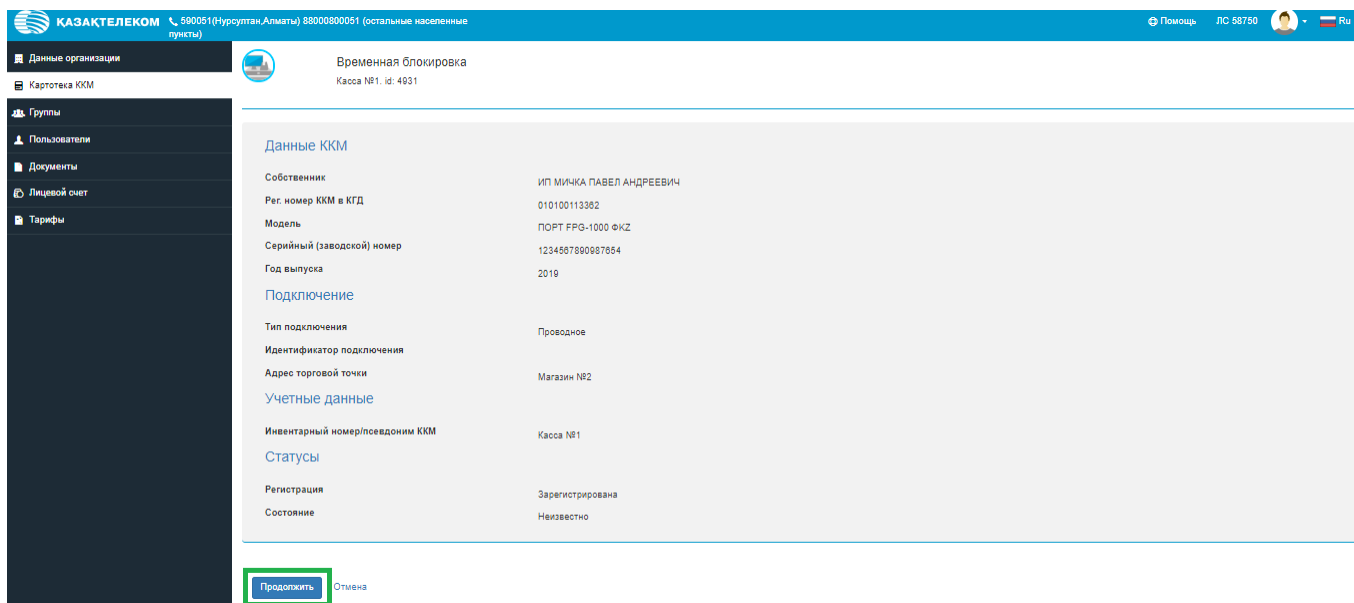 ҚАЗАҚТЕЛЕКОМ 590051(Нурсултан,Алматы) 88000800051 (остальные населенные пункты) Помощь ЛС 58750 Ru
Данные организации
Картотека ККМ
Группы
Пользователи
Документы
Лицевой счет
Тарифы
Временная блокировка
Касса №1. id: 4931
Данные ККМ
Собственник ИП МИЧКА ПАВЕЛ АНДРЕЕВИЧ
Рег. номер ККМ в КГД 010100113362
Модель ПОРТ FPG-1000 ФKZ
Серийный (заводской) номер 1234567890987654
Год выпуска 2019
Подключение
Тип подключения Проводное
Идентификатор подключения
Адрес торговой точки Магазин №2
Учетные данные
Инвентарный номер/псевдоним ККМ Касса №1
Статусы
Регистрация Зарегистрирована
Состояние Неизвестно
Продолжить Отмена